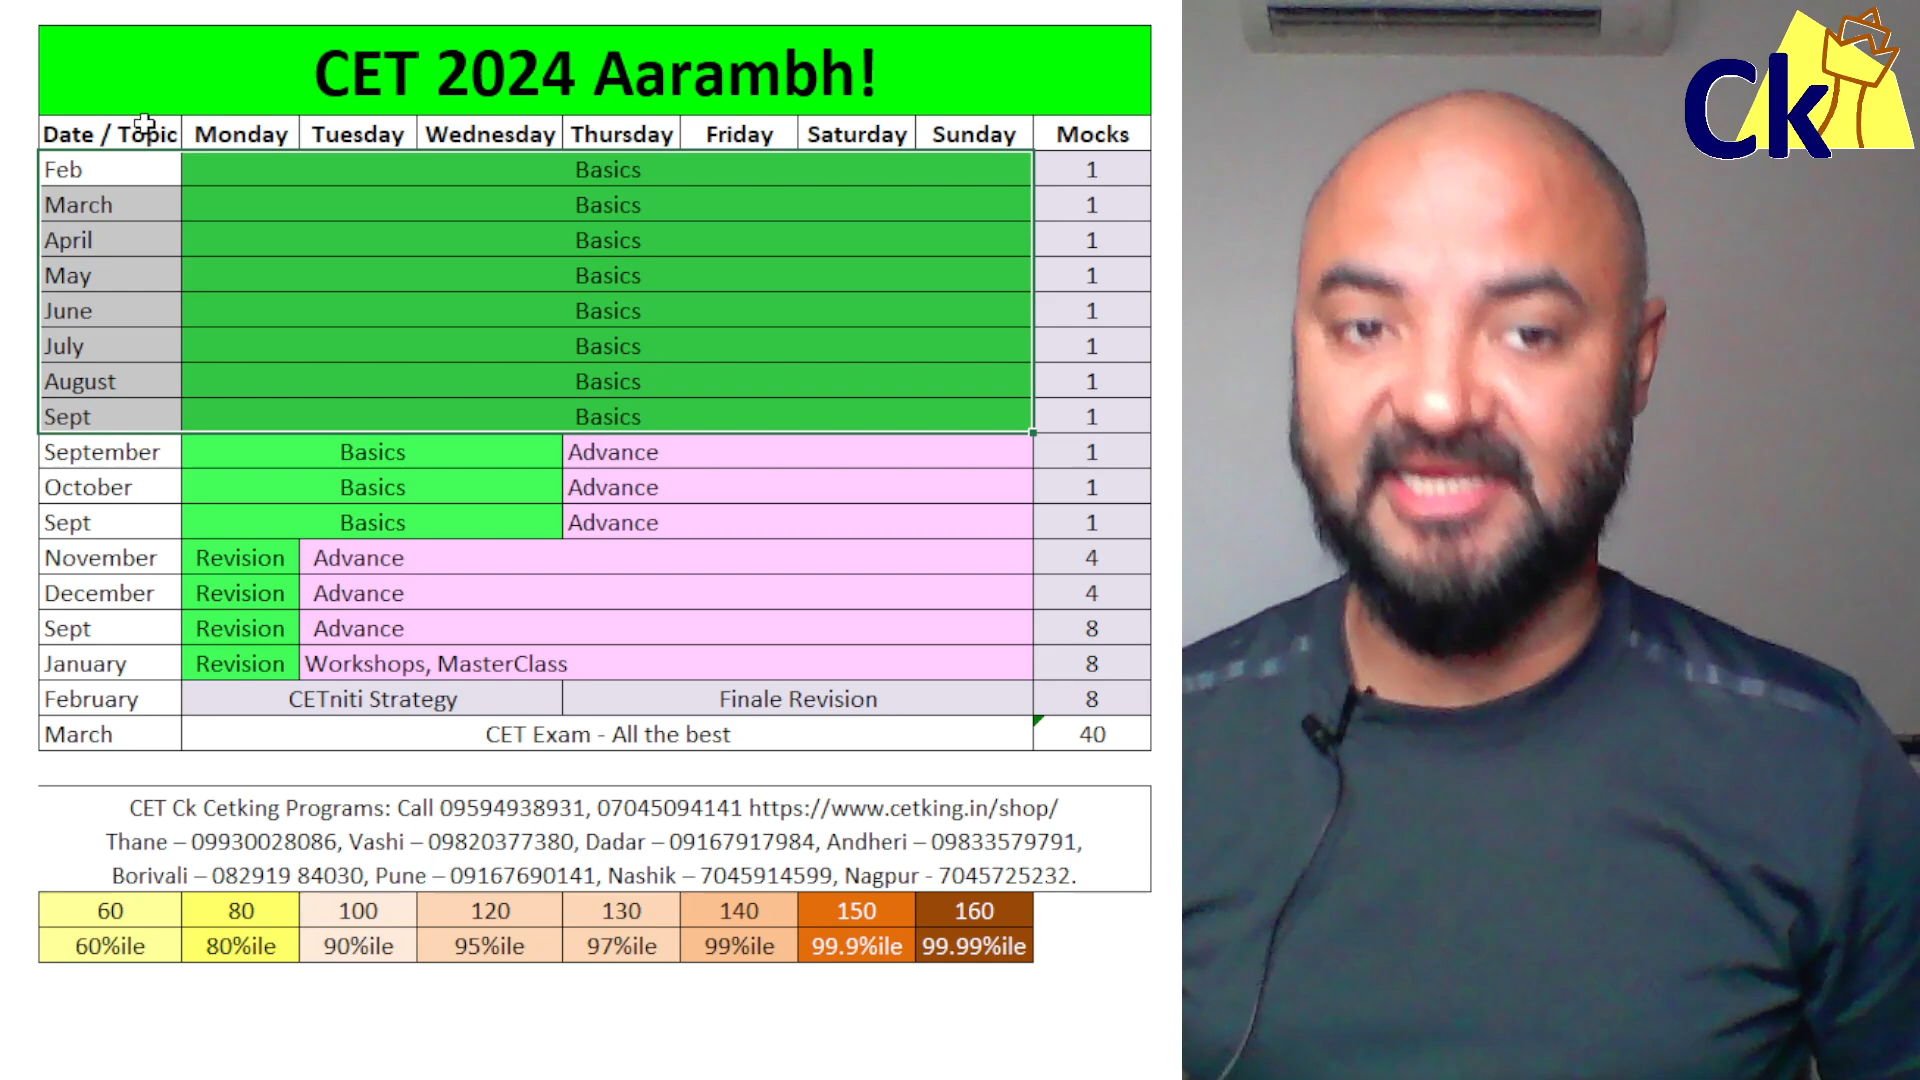 CET 2024 Aarambh!
Date / Topic Monday Tuesday Wednesday Thursday Friday Saturday Sunday Mocks
Feb Basics 1
March Basics 1
April Basics 1
May Basics 1
June Basics 1
July Basics 1
August Basics 1
Sept Basics 1
September Basics Advance 1
October Basics Advance 1
Sept Basics Advance 1
November Revision Advance 4
December Revision Advance 4
Sept Revision Advance 8
January Revision Workshops, MasterClass 8
February CETniti Strategy Finale Revision 8
March CET Exam - All the best 40
CET Ck Cetking Programs: Call 09594938931, 07045094141 https://www.cetking.in/shop/
Thane – 09930028086, Vashi – 09820377380, Dadar – 09167917984, Andheri – 09833579791,
Borivali – 082919 84030, Pune – 09167690141, Nashik – 7045914599, Nagpur - 7045725232.
60 80 100 120 130 140 150 160
60%ile 80%ile 90%ile 95%ile 97%ile 99%ile 99.9%ile 99.99%ile
Ck